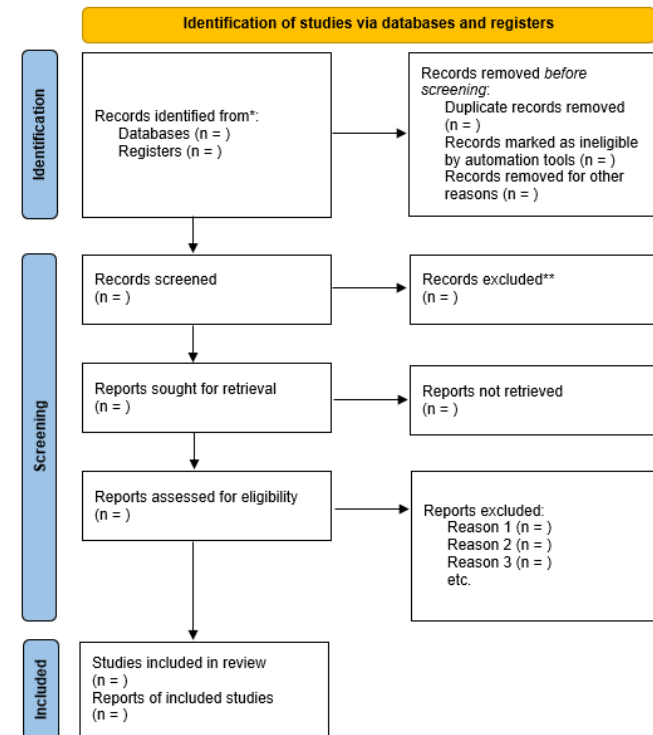 Identification of studies via databases and registers
Identification
Records identified from*:
Databases (n = )
Registers (n = )
Records removed before
screening:
Duplicate records removed
(n = )
Records marked as ineligible
by automation tools (n = )
Records removed for other
reasons (n = )
Screening
Records screened
(n = )
Records excluded**
(n = )
Reports sought for retrieval
(n = )
Reports not retrieved
(n = )
Reports assessed for eligibility
(n = )
Reports excluded:
Reason 1 (n = )
Reason 2 (n = )
Reason 3 (n = )
etc.
Included
Studies included in review
(n = )
Reports of included studies
(n = )